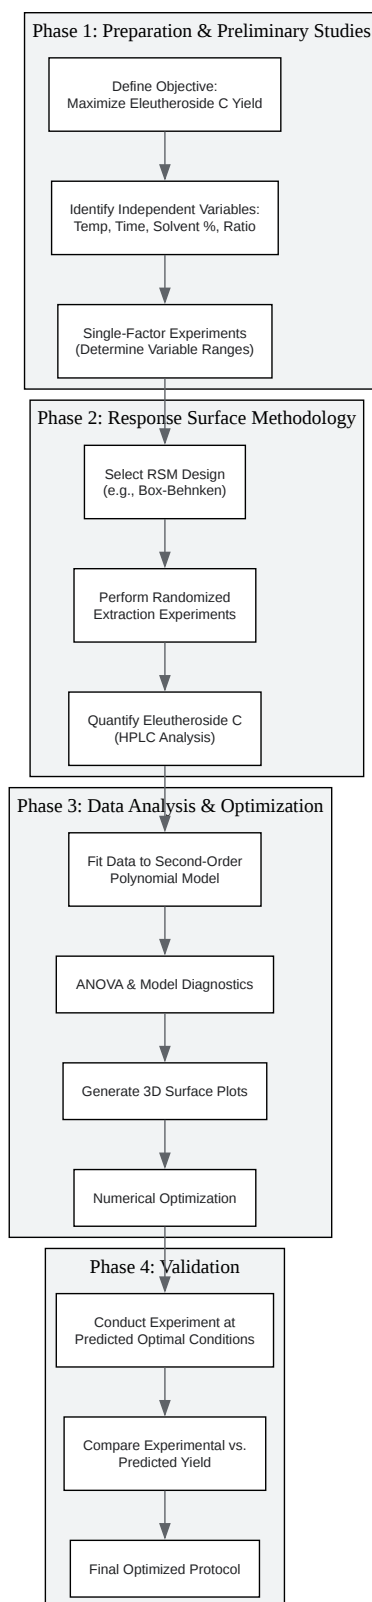 Phase 1: Preparation & Preliminary Studies
Define Objective:
Maximize Eleutheroside C Yield
Identify Independent Variables:
Temp, Time, Solvent %, Ratio
Single-Factor Experiments
(Determine Variable Ranges)
Phase 2: Response Surface Methodology
Select RSM Design
(e.g., Box-Behnken)
Perform Randomized
Extraction Experiments
Quantify Eleutheroside C
(HPLC Analysis)
Phase 3: Data Analysis & Optimization
Fit Data to Second-Order
Polynomial Model
ANOVA & Model Diagnostics
Generate 3D Surface Plots
Numerical Optimization
Phase 4: Validation
Conduct Experiment at
Predicted Optimal Conditions
Compare Experimental vs.
Predicted Yield
Final Optimized Protocol